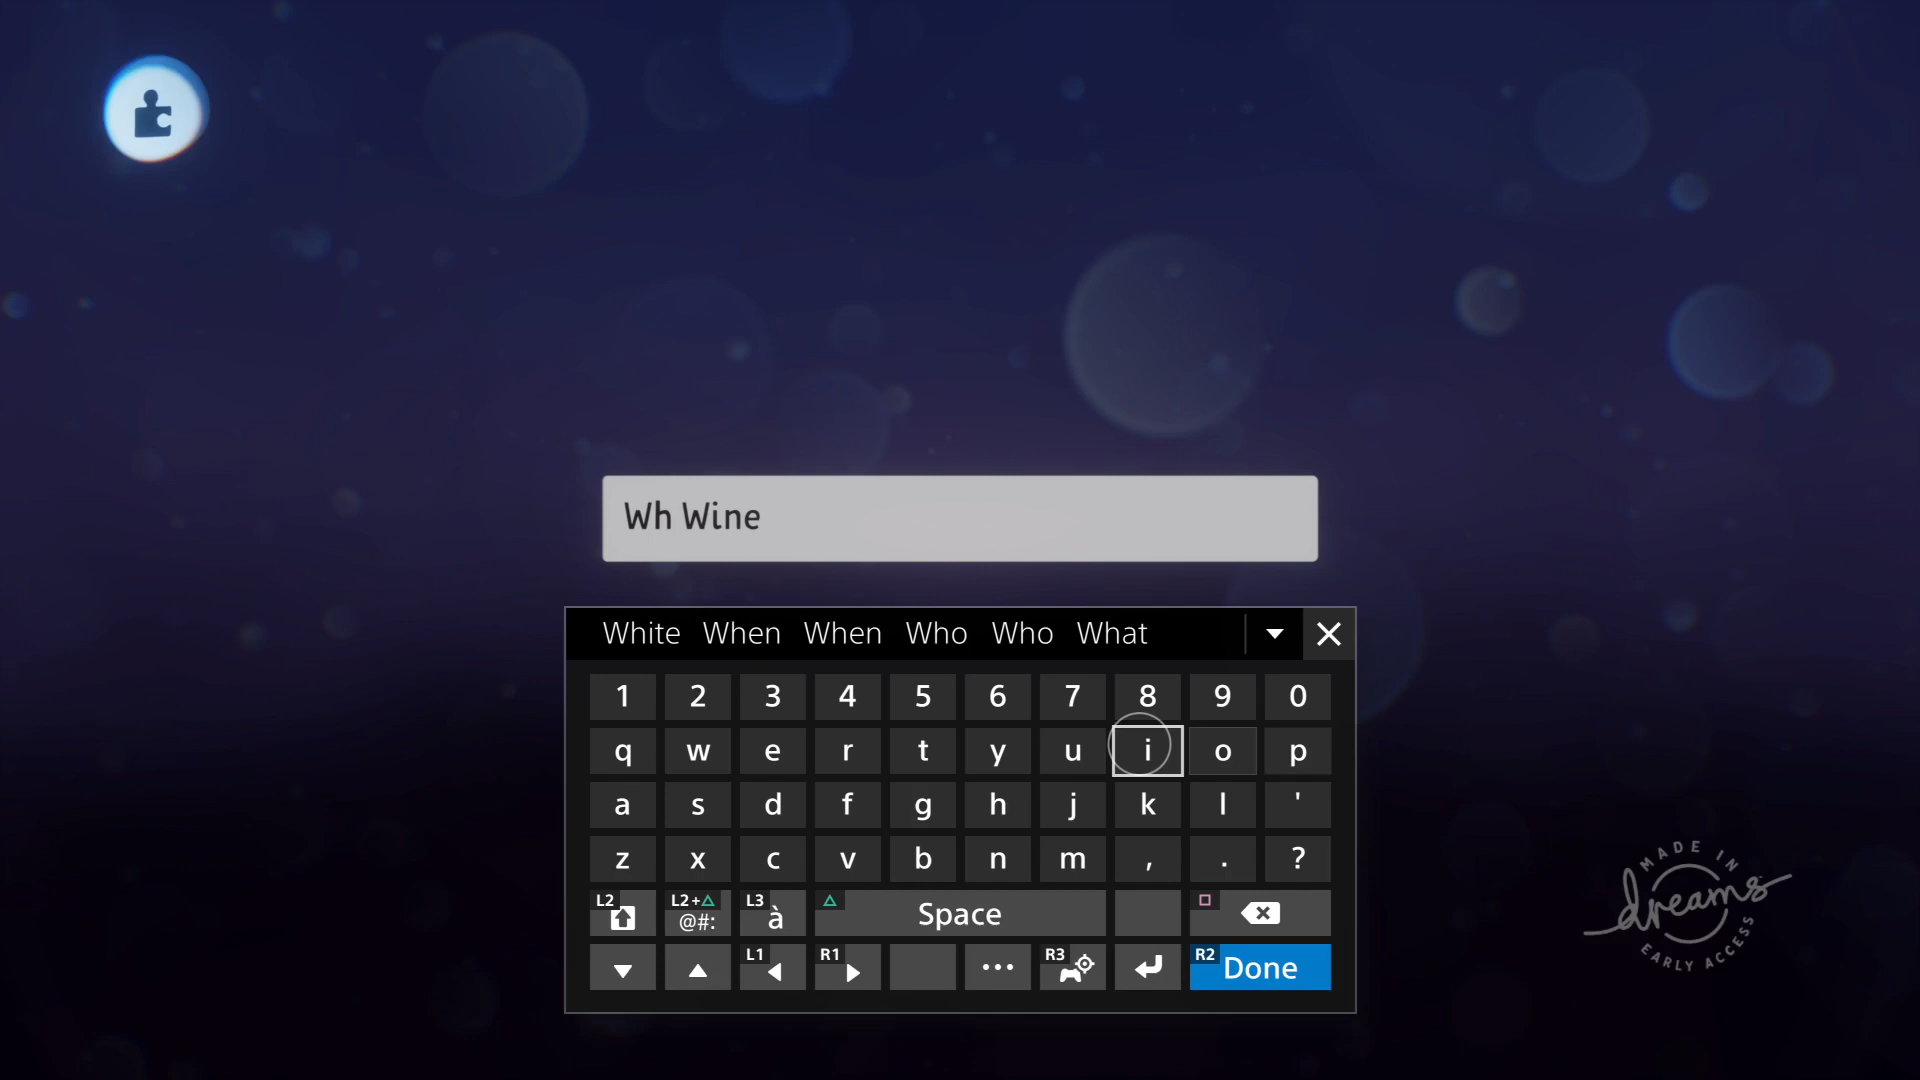 Wh Wine
White When When Who Who What
1 2 3 4 5 6 7 8 9 0
q w e r t y u i o p
a s d f g h j k l '
z x c v b n m , . ?
L2 L2+△ @#: L3 à △ Space □
L1 R1 ... R3 R2 Done
MADE IN
dreams™
EARLY ACCESS